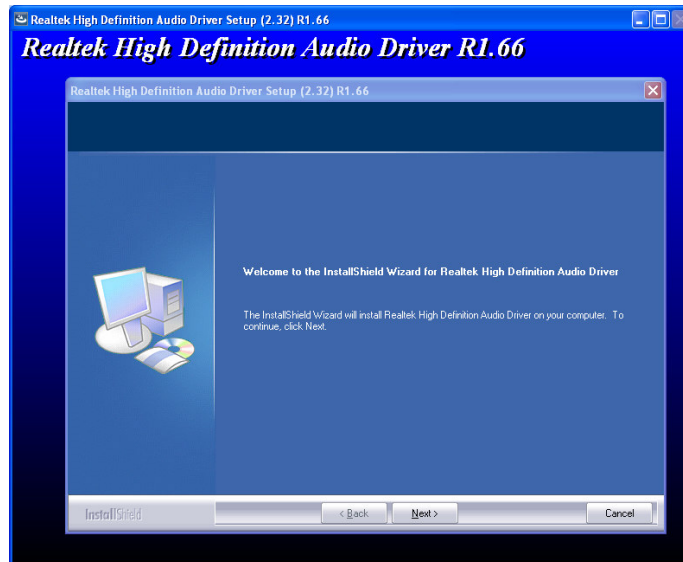 Realtek High Definition Audio Driver Setup (2.32) R1.66
Realtek High Definition Audio Driver R1.66
Realtek High Definition Audio Driver Setup (2.32) R1.66
Welcome to the InstallShield Wizard for Realtek High Definition Audio Driver
The InstallShield Wizard will install Realtek High Definition Audio Driver on your computer. To
continue, click Next.
InstallShield
< Back
Next >
Cancel